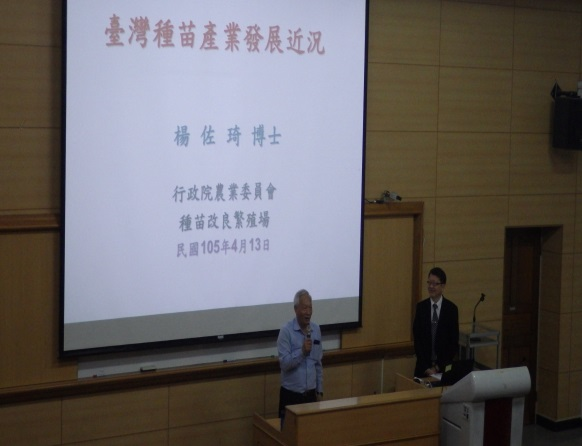 臺灣種苗產業發展近況
楊佐琦博士
行政院農業委員會
種苗改良繁殖場
民國105年4月13日